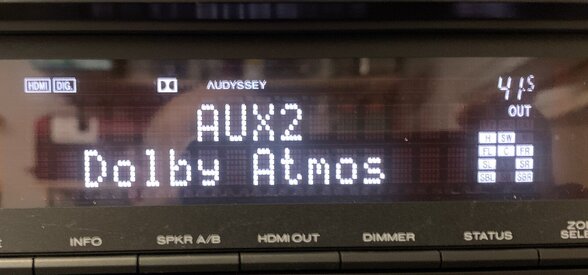 HDMI DIG. AUDYSSEY 41.5
OUT
AUX2
Dolby Atmos
H SW
FL C FR
SL SR
SBL SBR
INFO SPKR A/B HDMI OUT DIMMER STATUS